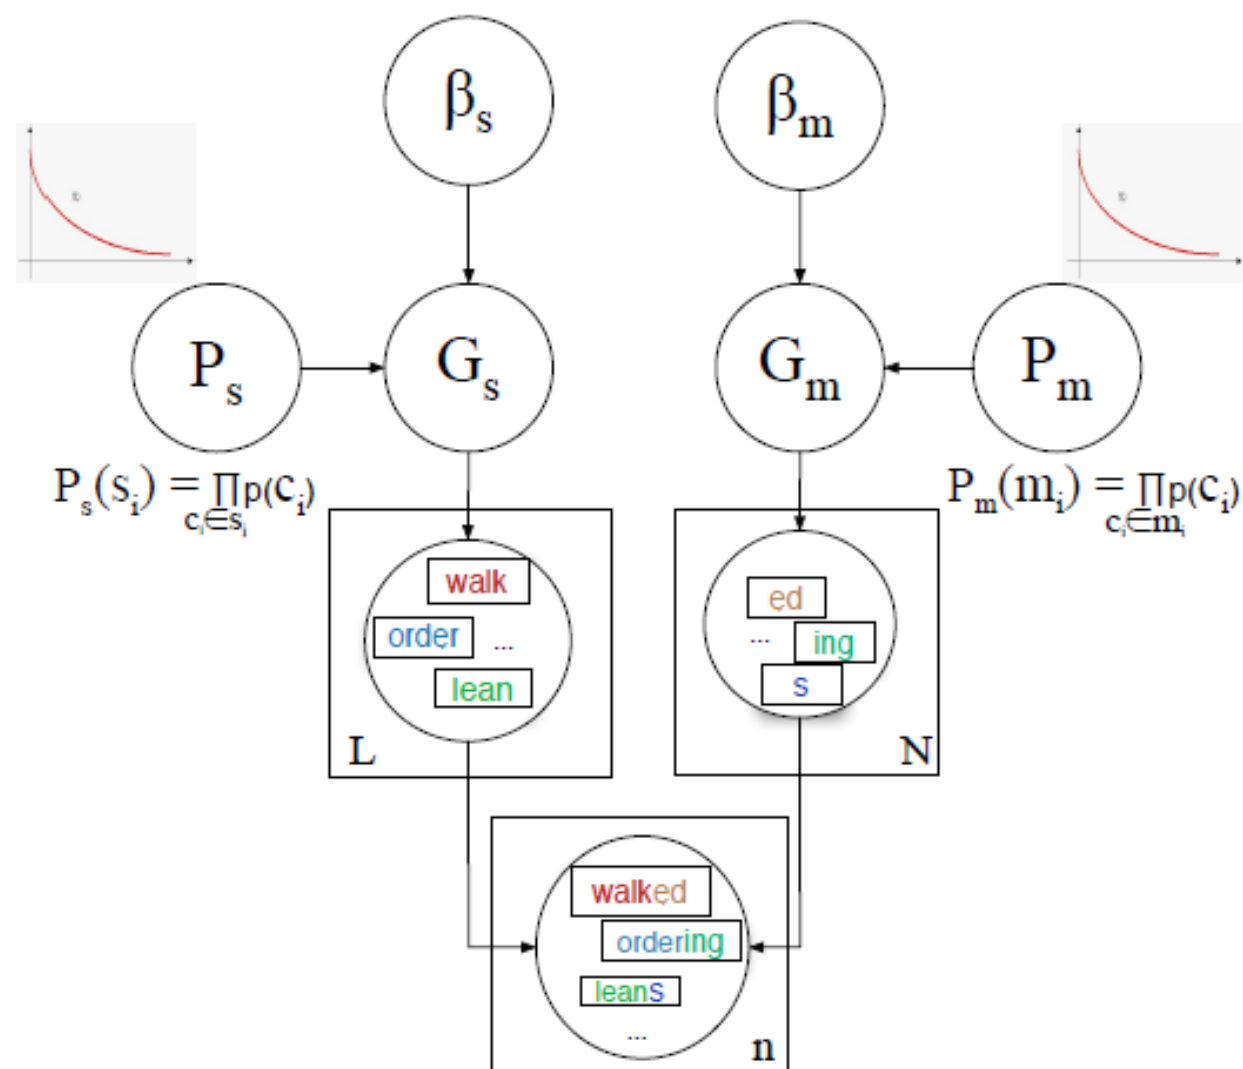 βs βm
Ps Gs Gm Pm
Ps(si) = ∏p(ci)
ci∈si
Pm(mi) = ∏p(ci)
ci∈mi
walk
order ...
lean
L
ed
... ing
s
N
walked
ordering
leans
...
n